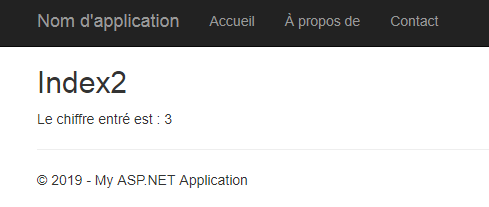 Nom d'application Accueil À propos de Contact
Index2
Le chiffre entré est : 3
© 2019 - My ASP.NET Application